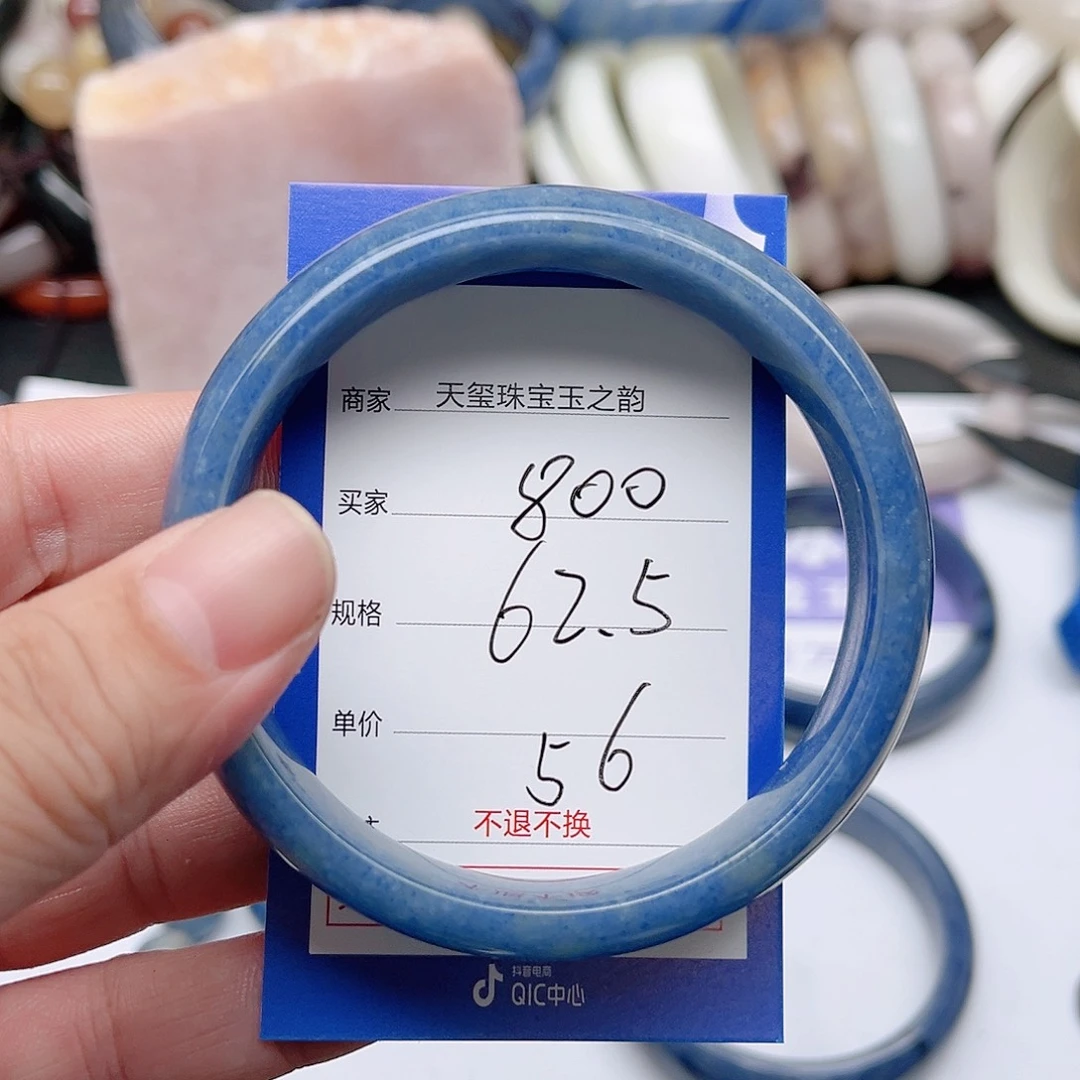 商家 天玺珠宝玉之韵
买家 800
规格 62.5
单价 56
不退不换
抖音电商
QIC中心